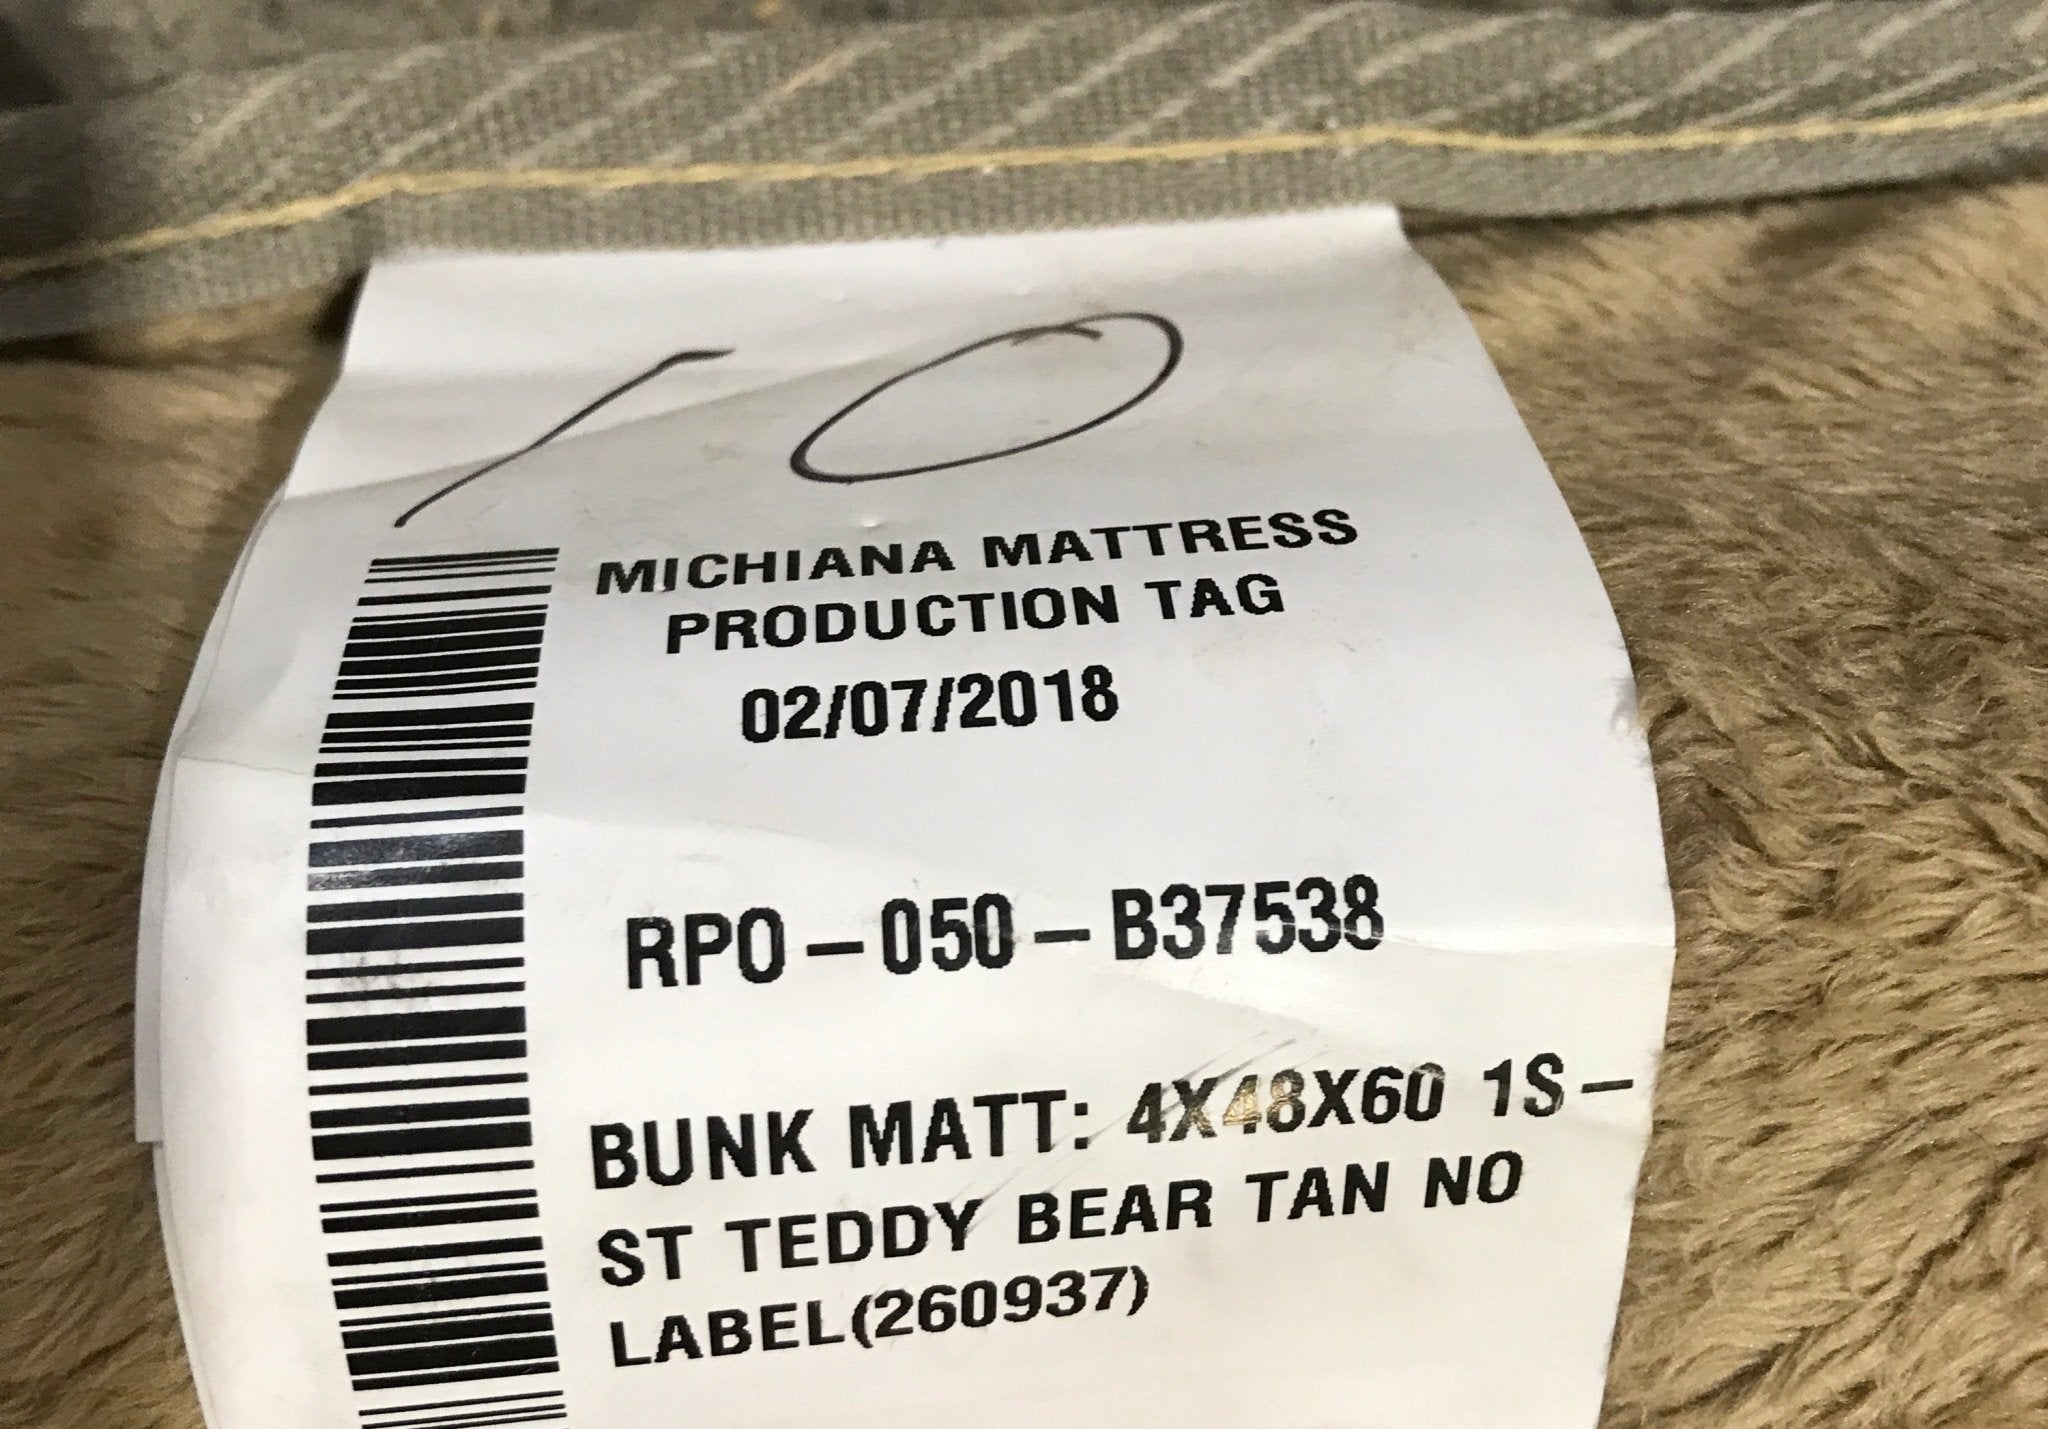 10
MICHIANA MATTRESS
PRODUCTION TAG
02/07/2018
RPO-050-B37538
BUNK MATT: 4X48X60 1S-
ST TEDDY BEAR TAN NO
LABEL(260937)